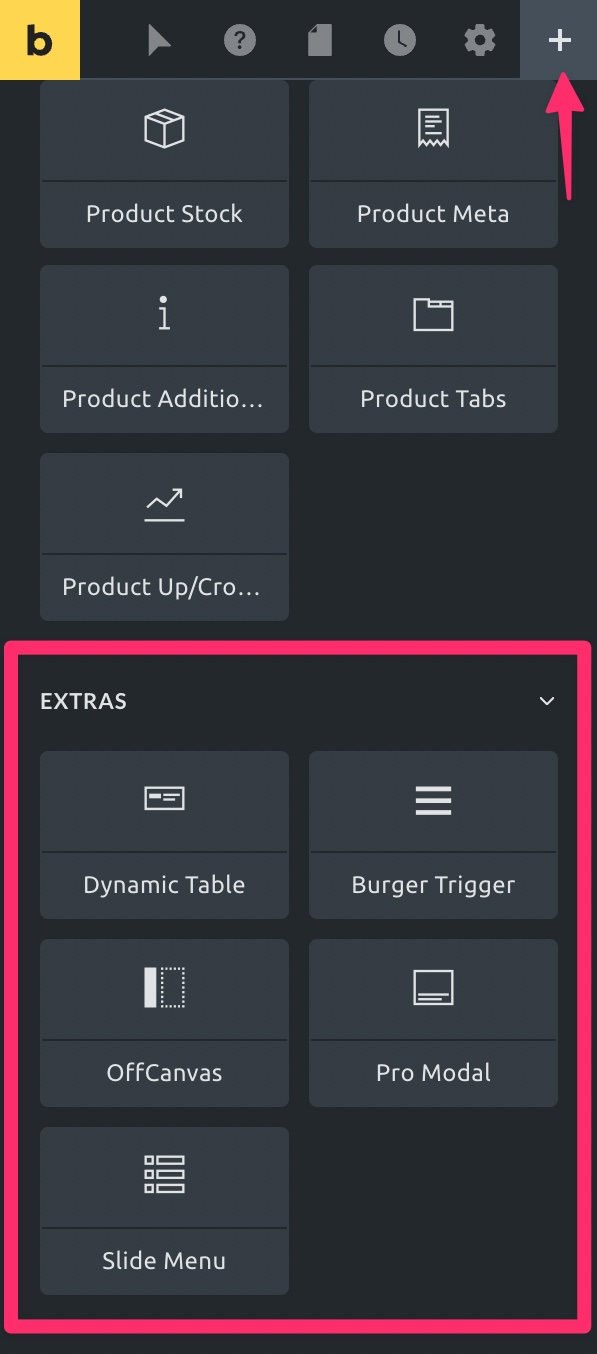 b
Product Stock
Product Meta
Product Additio...
Product Tabs
Product Up/Cro...
EXTRAS
Dynamic Table
Burger Trigger
OffCanvas
Pro Modal
Slide Menu